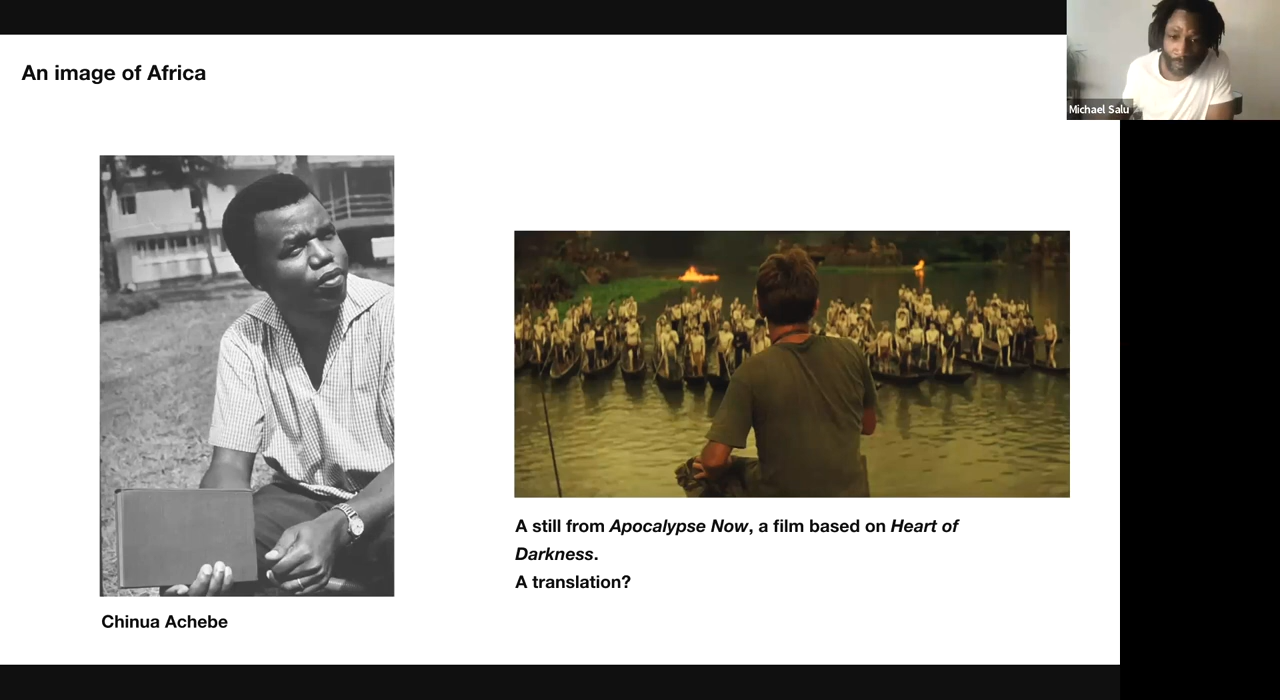 An image of Africa
Michael Salu
Chinua Achebe
A still from Apocalypse Now, a film based on Heart of
Darkness.
A translation?